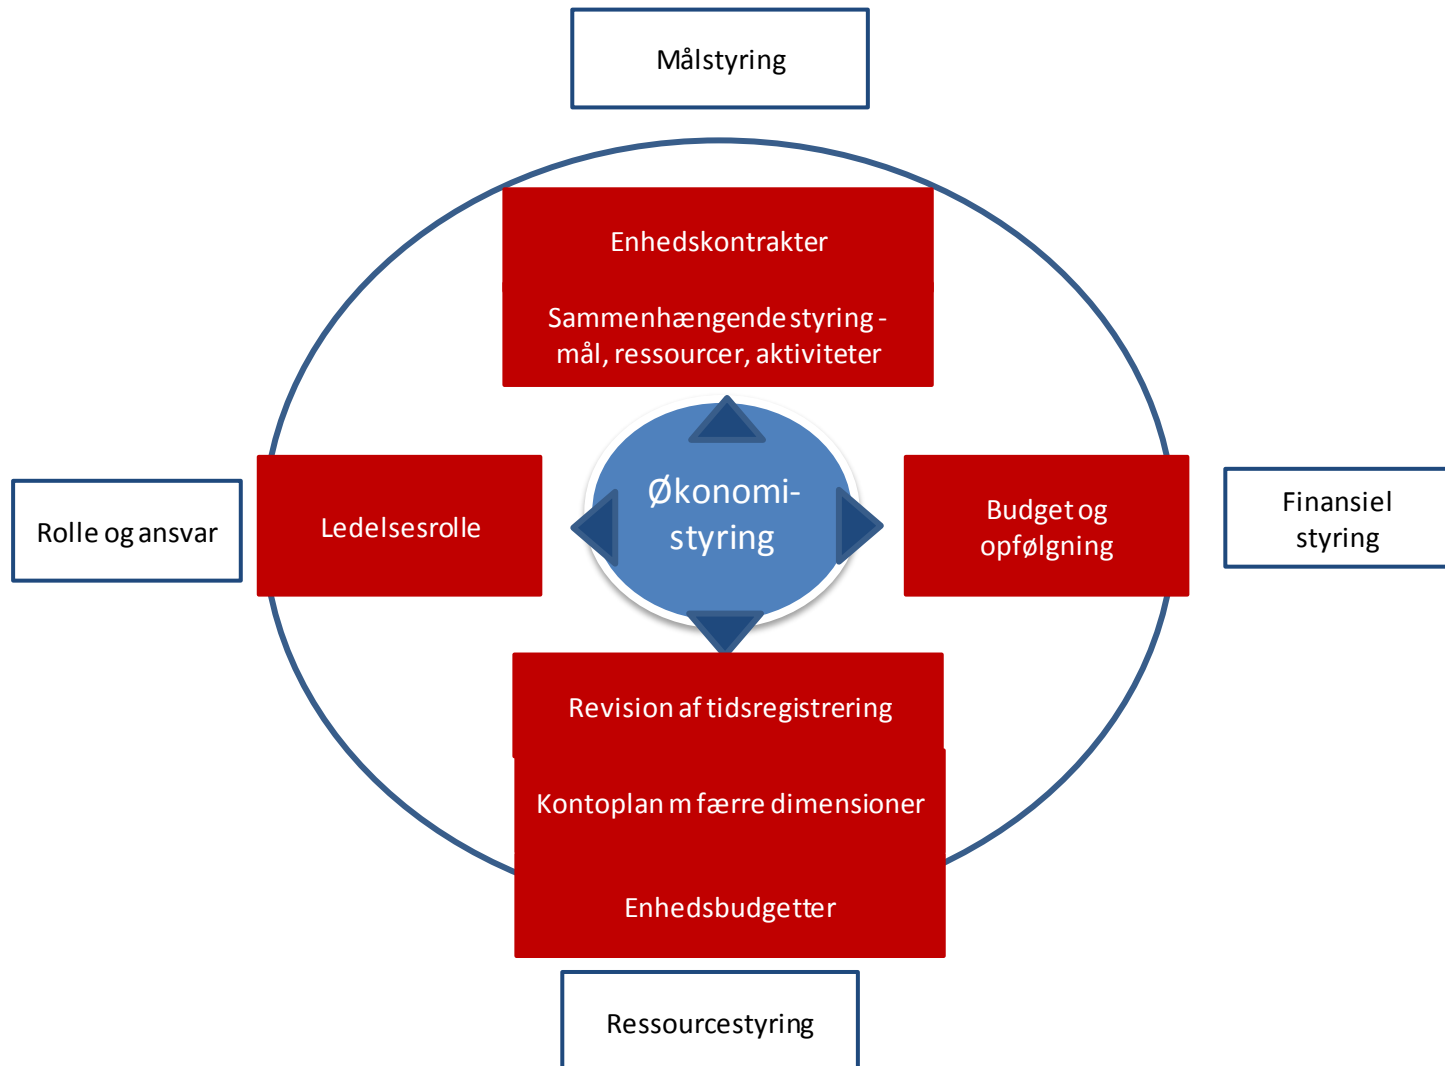 Målstyring
Enhedskontrakter
Sammenhængende styring -
mål, ressourcer, aktiviteter
Rolle og ansvar
Ledelsesrolle
Økonomi-
styring
Budget og
opfølgning
Finansiel
styring
Revision af tidsregistrering
Kontoplan m færre dimensioner
Enhedsbudgetter
Ressourcestyring